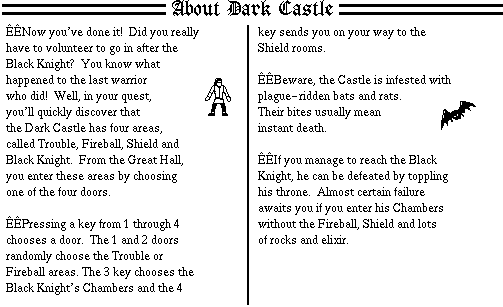 About Dark Castle
ÊÊNow you've done it!  Did you really
have to volunteer to go in after the
Black Knight?  You know what
happened to the last warrior
who did!  Well, in your quest,
you'll quickly discover that
the Dark Castle has four areas,
called Trouble, Fireball, Shield and
Black Knight.  From the Great Hall,
you enter these areas by choosing
one of the four doors.

ÊÊPressing a key from 1 through 4
chooses a door.  The 1 and 2 doors
randomly choose the Trouble or
Fireball areas. The 3 key chooses the
Black Knight's Chambers and the 4
key sends you on your way to the
Shield rooms.

ÊÊBeware, the Castle is infested with
plague-ridden bats and rats.
Their bites usually mean
instant death.

ÊÊIf you manage to reach the Black
Knight, he can be defeated by toppling
his throne.  Almost certain failure
awaits you if you enter his Chambers
without the Fireball, Shield and lots
of rocks and elixir.